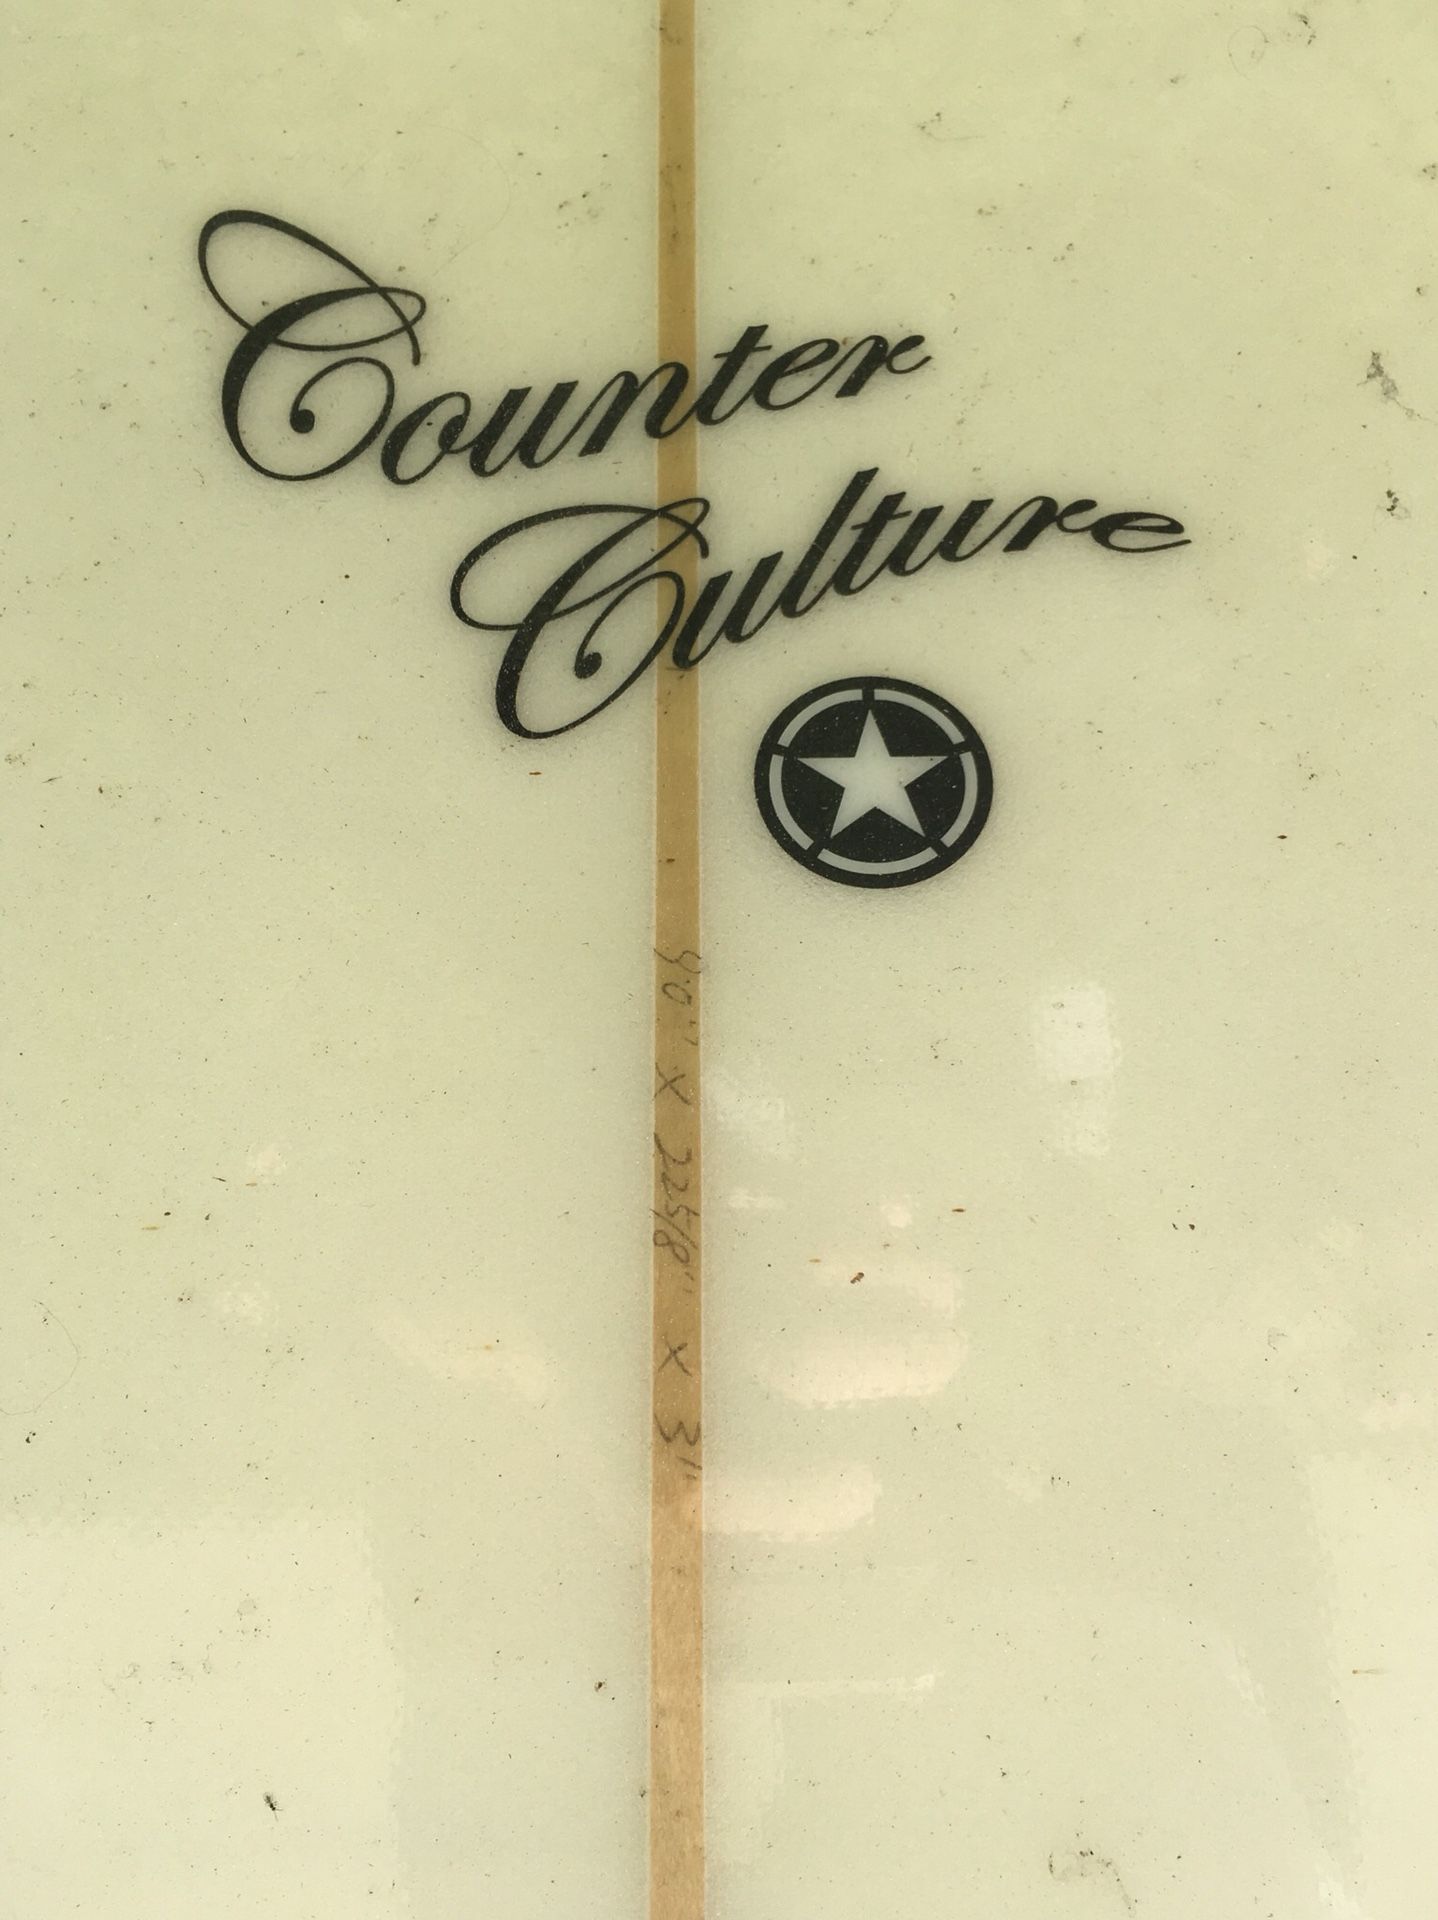 Counter
Culture
9'0" x 22 5/8" x 3"